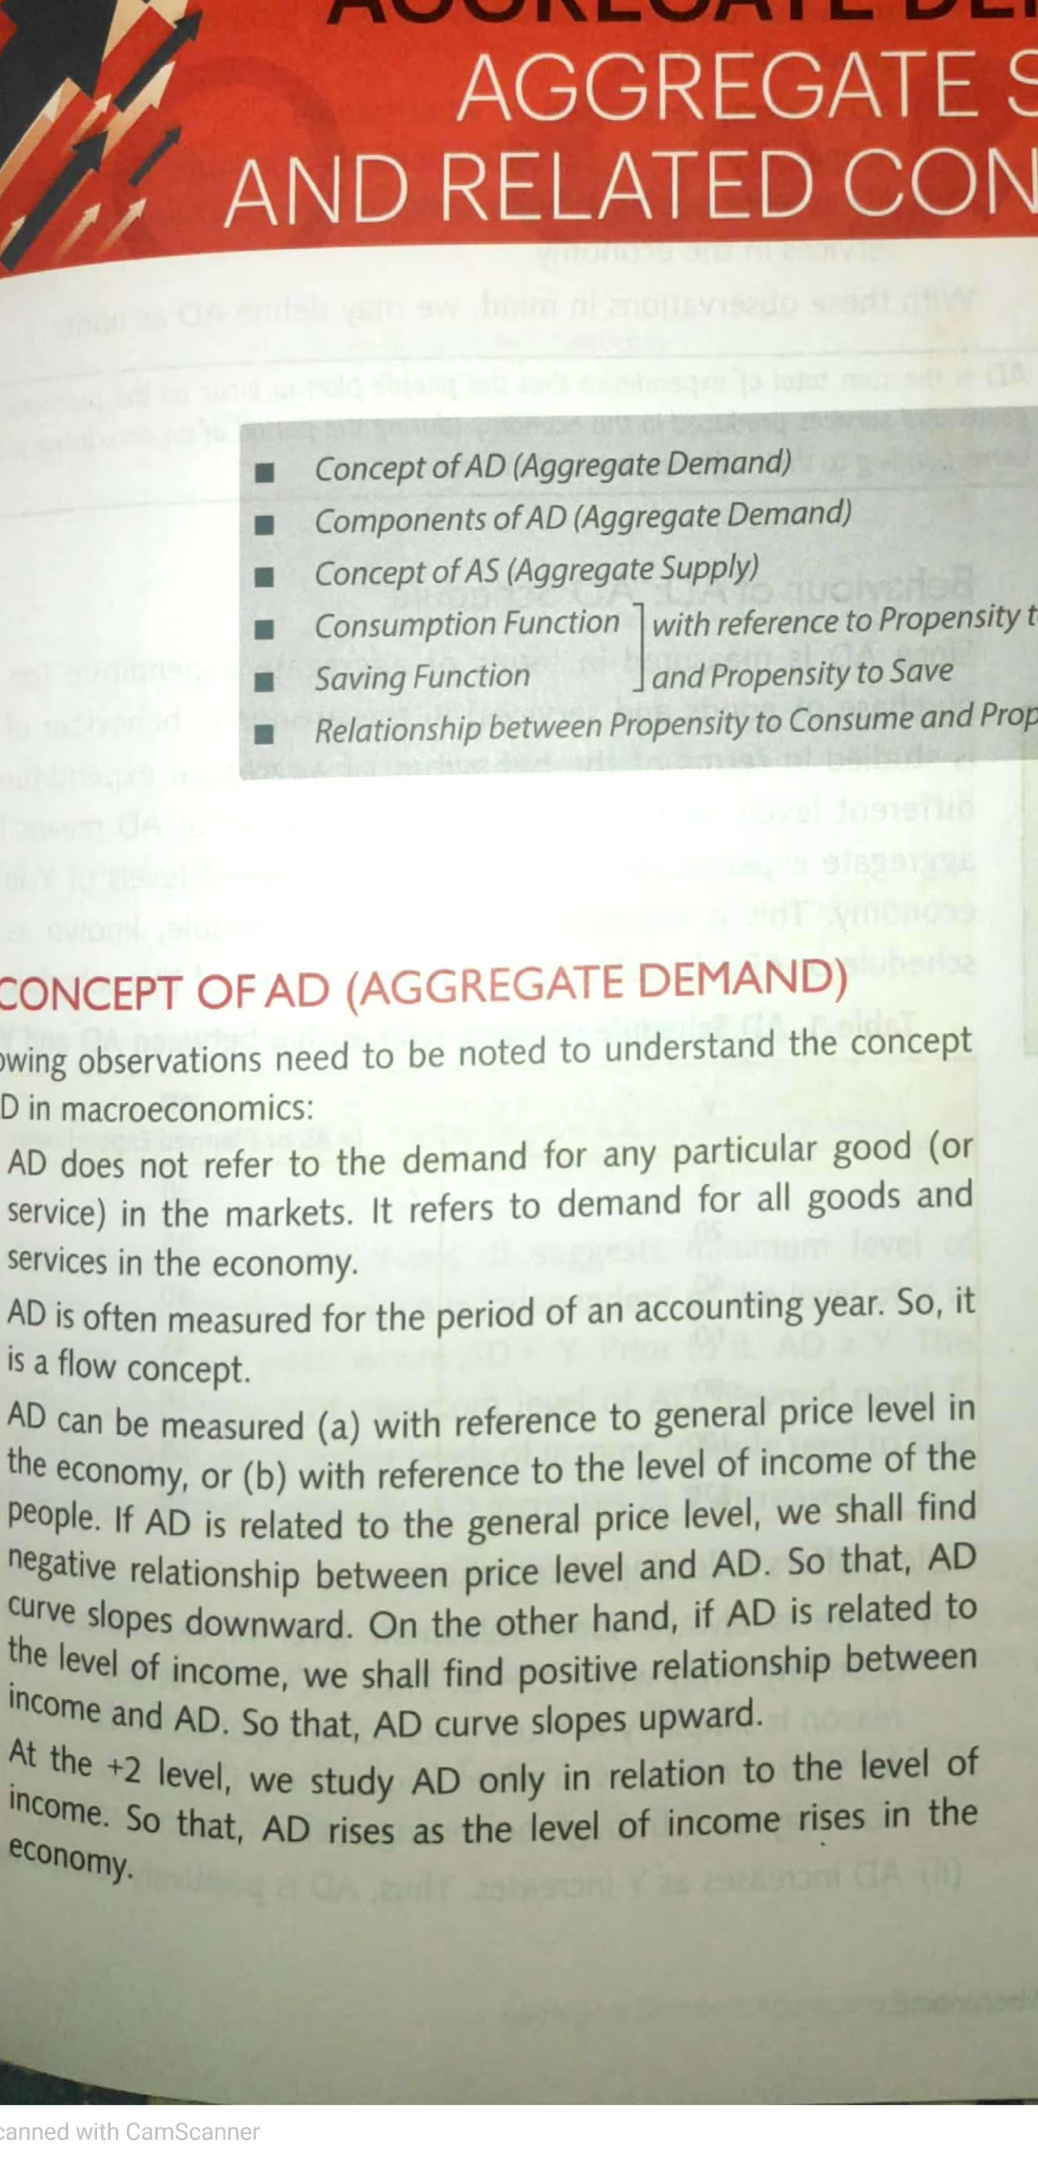 AGGREGATE DE
AGGREGATE S
AND RELATED CON
■ Concept of AD (Aggregate Demand)
■ Components of AD (Aggregate Demand)
■ Concept of AS (Aggregate Supply)
■ Consumption Function ] with reference to Propensity t
■ Saving Function ] and Propensity to Save
■ Relationship between Propensity to Consume and Prop
CONCEPT OF AD (AGGREGATE DEMAND)
owing observations need to be noted to understand the concept
D in macroeconomics:
AD does not refer to the demand for any particular good (or
service) in the markets. It refers to demand for all goods and
services in the economy.
AD is often measured for the period of an accounting year. So, it
is a flow concept.
AD can be measured (a) with reference to general price level in
the economy, or (b) with reference to the level of income of the
people. If AD is related to the general price level, we shall find
negative relationship between price level and AD. So that, AD
curve slopes downward. On the other hand, if AD is related to
the level of income, we shall find positive relationship between
income and AD. So that, AD curve slopes upward.
At the +2 level, we study AD only in relation to the level of
income. So that, AD rises as the level of income rises in the
economy.
canned with CamScanner